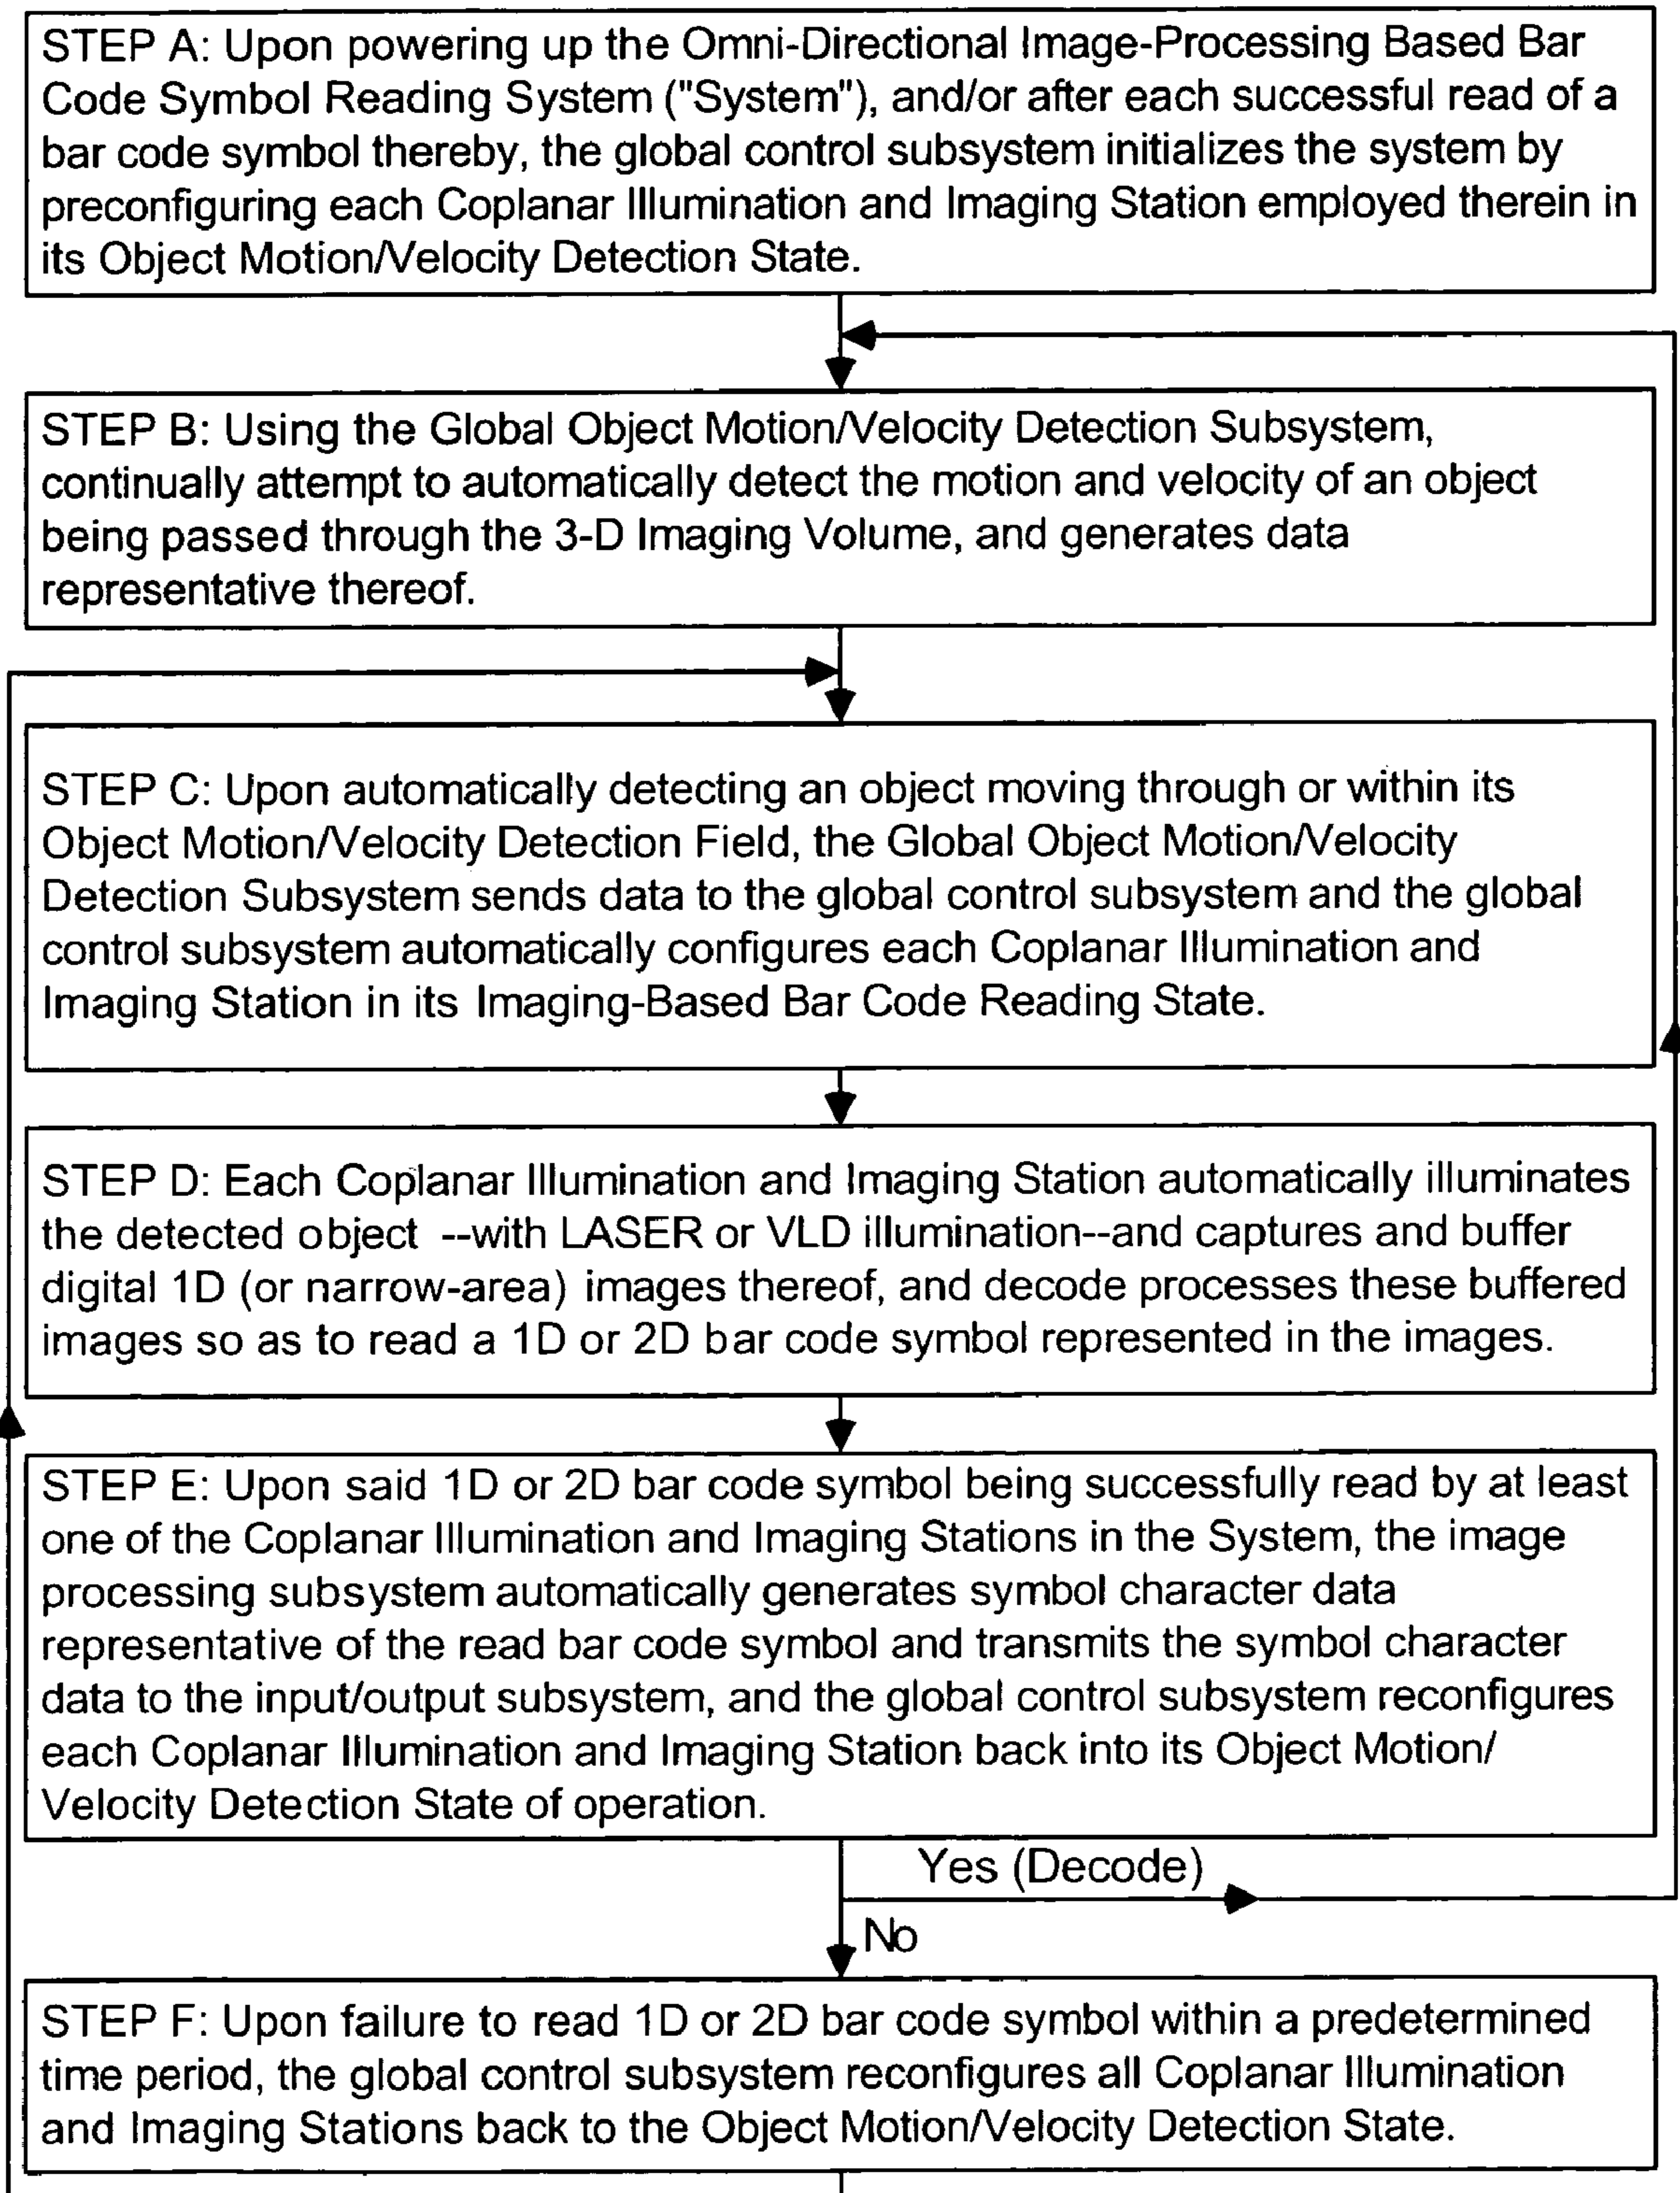 STEP A: Upon powering up the Omni-Directional Image-Processing Based Bar
Code Symbol Reading System ("System"), and/or after each successful read of a
bar code symbol thereby, the global control subsystem initializes the system by
preconfiguring each Coplanar Illumination and Imaging Station employed therein in
its Object Motion/Velocity Detection State.
STEP B: Using the Global Object Motion/Velocity Detection Subsystem,
continually attempt to automatically detect the motion and velocity of an object
being passed through the 3-D Imaging Volume, and generates data
representative thereof.
STEP C: Upon automatically detecting an object moving through or within its
Object Motion/Velocity Detection Field, the Global Object Motion/Velocity
Detection Subsystem sends data to the global control subsystem and the global
control subsystem automatically configures each Coplanar Illumination and
Imaging Station in its Imaging-Based Bar Code Reading State.
STEP D: Each Coplanar Illumination and Imaging Station automatically illuminates
the detected object --with LASER or VLD illumination--and captures and buffer
digital 1D (or narrow-area) images thereof, and decode processes these buffered
images so as to read a 1D or 2D bar code symbol represented in the images.
STEP E: Upon said 1D or 2D bar code symbol being successfully read by at least
one of the Coplanar Illumination and Imaging Stations in the System, the image
processing subsystem automatically generates symbol character data
representative of the read bar code symbol and transmits the symbol character
data to the input/output subsystem, and the global control subsystem reconfigures
each Coplanar Illumination and Imaging Station back into its Object Motion/
Velocity Detection State of operation.
Yes (Decode)
No
STEP F: Upon failure to read 1D or 2D bar code symbol within a predetermined
time period, the global control subsystem reconfigures all Coplanar Illumination
and Imaging Stations back to the Object Motion/Velocity Detection State.